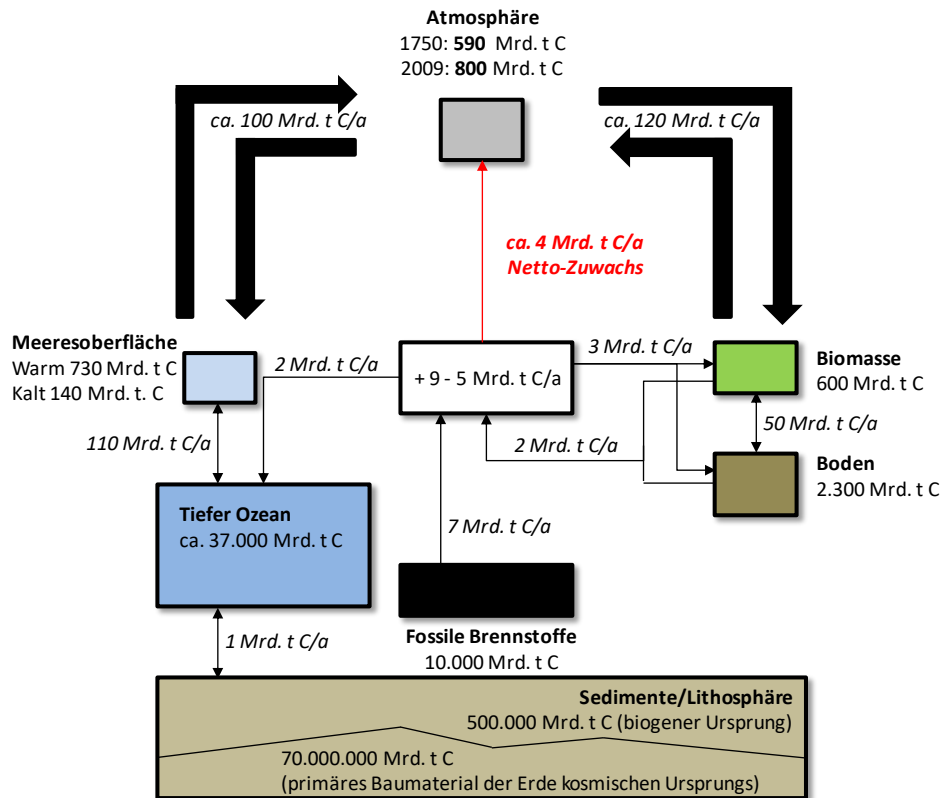 Atmosphäre
1750: 590 Mrd. t C
2009: 800 Mrd. t C
ca. 100 Mrd. t C/a
ca. 120 Mrd. t C/a
ca. 4 Mrd. t C/a
Netto-Zuwachs
Meeresoberfläche
Warm 730 Mrd. t C
Kalt 140 Mrd. t. C
2 Mrd. t C/a
+ 9 - 5 Mrd. t C/a
3 Mrd. t C/a
Biomasse
600 Mrd. t C
110 Mrd. t C/a
2 Mrd. t C/a
50 Mrd. t C/a
Boden
2.300 Mrd. t C
Tiefer Ozean
ca. 37.000 Mrd. t C
7 Mrd. t C/a
Fossile Brennstoffe
10.000 Mrd. t C
1 Mrd. t C/a
Sedimente/Lithosphäre
500.000 Mrd. t C (biogener Ursprung)
70.000.000 Mrd. t C
(primäres Baumaterial der Erde kosmischen Ursprungs)